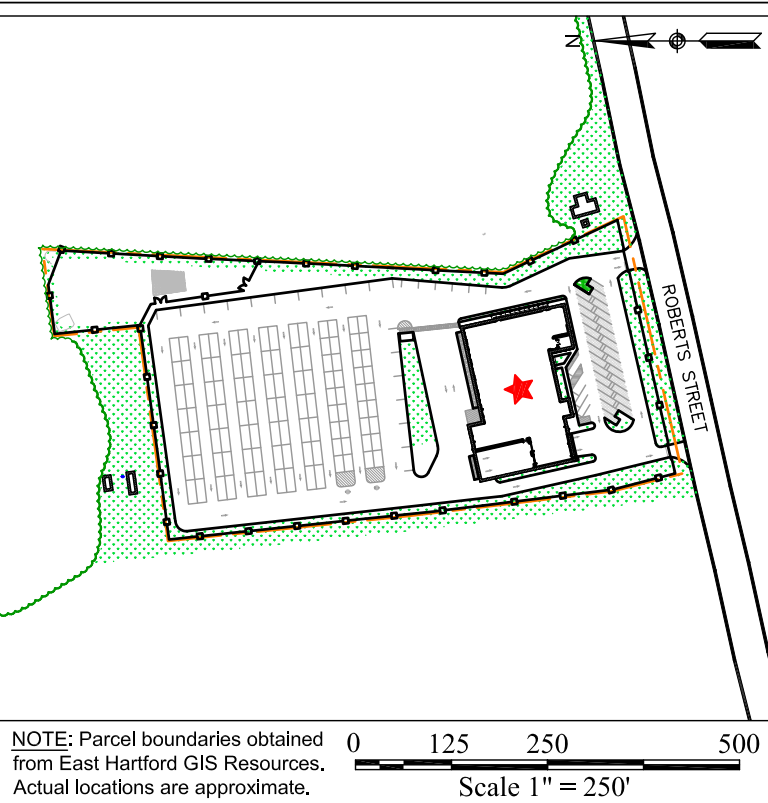 N
ROBERTS STREET
NOTE: Parcel boundaries obtained
from East Hartford GIS Resources.
Actual locations are approximate.
0 125 250 500
Scale 1" = 250'